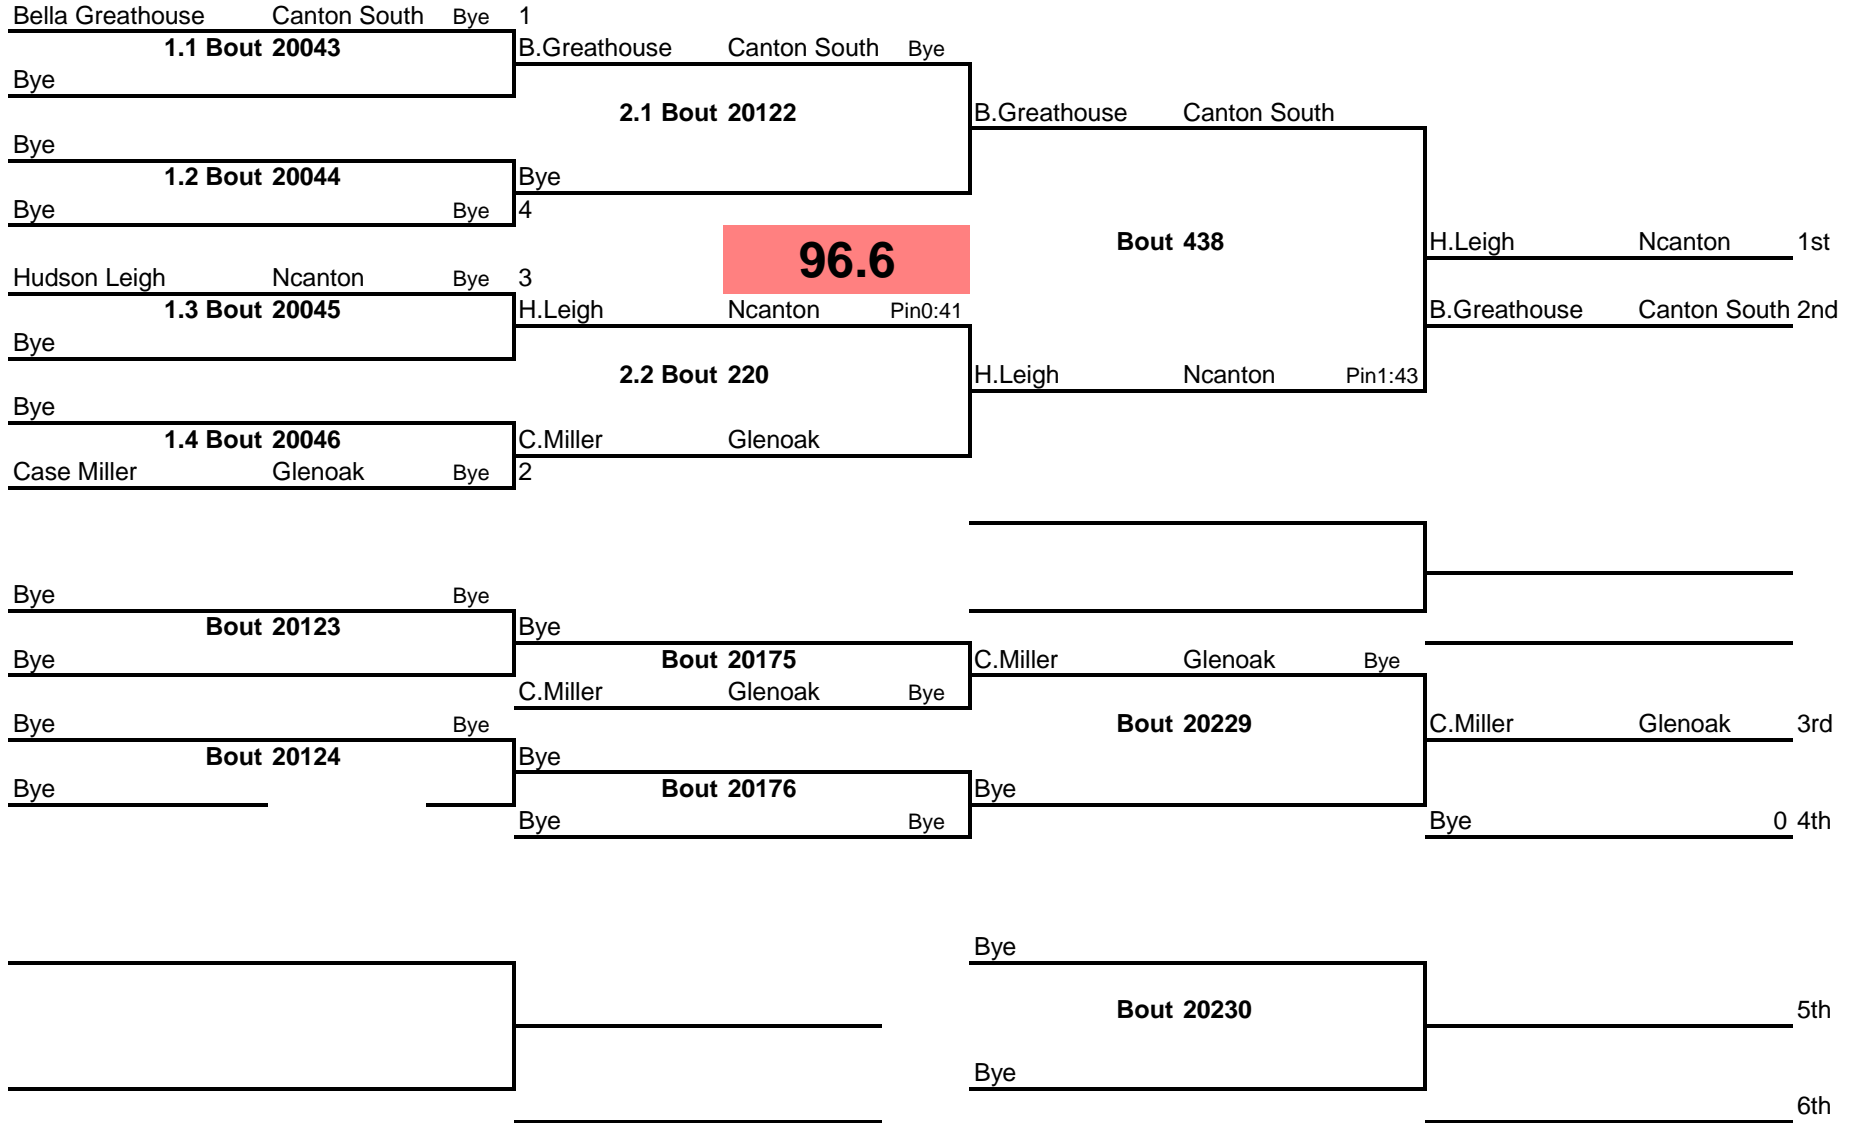 Bella Greathouse Canton South Bye 1
1.1 Bout 20043 B.Greathouse Canton South Bye
Bye
2.1 Bout 20122 B.Greathouse Canton South
Bye
1.2 Bout 20044 Bye
Bye Bye 4
96.6 Bout 438 H.Leigh Ncanton 1st
Hudson Leigh Ncanton Bye 3
1.3 Bout 20045 H.Leigh Ncanton Pin0:41 B.Greathouse Canton South 2nd
Bye
2.2 Bout 220 H.Leigh Ncanton Pin1:43
Bye
1.4 Bout 20046 C.Miller Glenoak
Case Miller Glenoak Bye 2
Bye Bye
Bout 20123 Bye
Bye Bout 20175 C.Miller Glenoak Bye
C.Miller Glenoak Bye
Bye Bye Bout 20229 C.Miller Glenoak 3rd
Bout 20124 Bye
Bye Bout 20176 Bye
Bye Bye Bye 0 4th
Bye
Bout 20230 5th
Bye
6th